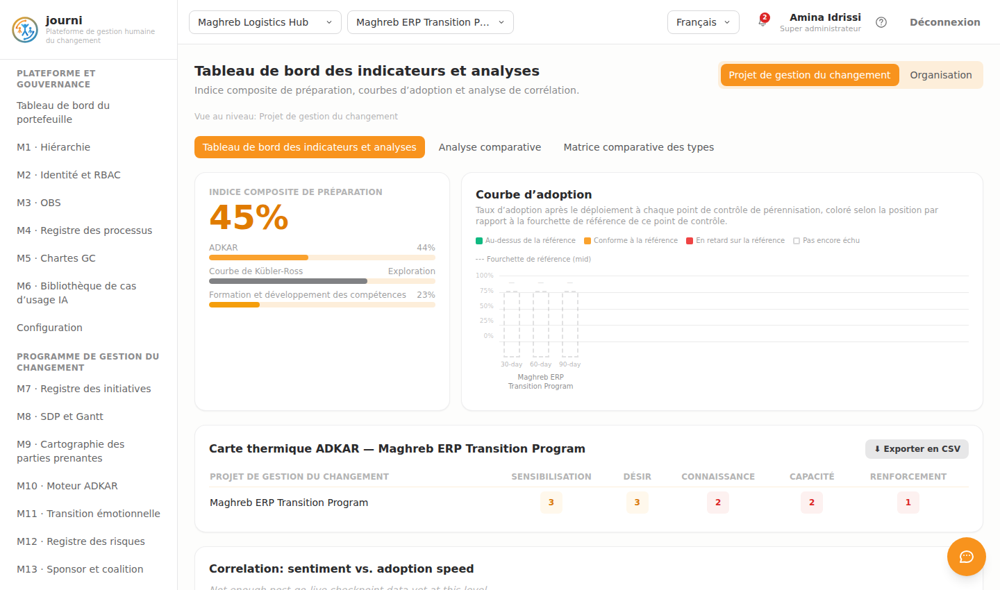 journi
Plateforme de gestion humaine
du changement
Maghreb Logistics Hub
Maghreb ERP Transition P…
Français
2
Amina Idrissi
Super administrateur
Déconnexion
PLATEFORME ET
GOUVERNANCE
Tableau de bord du
portefeuille
M1 · Hiérarchie
M2 · Identité et RBAC
M3 · OBS
M4 · Registre des processus
M5 · Chartes GC
M6 · Bibliothèque de cas
d’usage IA
Configuration
PROGRAMME DE GESTION DU
CHANGEMENT
M7 · Registre des initiatives
M8 · SDP et Gantt
M9 · Cartographie des
parties prenantes
M10 · Moteur ADKAR
M11 · Transition émotionnelle
M12 · Registre des risques
M13 · Sponsor et coalition
Tableau de bord des indicateurs et analyses
Indice composite de préparation, courbes d’adoption et analyse de corrélation.
Projet de gestion du changement
Organisation
Vue au niveau: Projet de gestion du changement
Tableau de bord des indicateurs et analyses
Analyse comparative
Matrice comparative des types
INDICE COMPOSITE DE PRÉPARATION
45%
ADKAR 44%
Courbe de Kübler-Ross Exploration
Formation et développement des compétences 23%
Courbe d’adoption
Taux d’adoption après le déploiement à chaque point de contrôle de pérennisation, coloré selon la position par
rapport à la fourchette de référence de ce point de contrôle.
Au-dessus de la référence Conforme à la référence En retard sur la référence Pas encore échu
Fourchette de référence (mid)
100%
75%
50%
25%
0%
— — —
30-day 60-day 90-day
Maghreb ERP
Transition Program
Carte thermique ADKAR — Maghreb ERP Transition Program
⬇ Exporter en CSV
PROJET DE GESTION DU CHANGEMENT SENSIBILISATION DÉSIR CONNAISSANCE CAPACITÉ RENFORCEMENT
Maghreb ERP Transition Program 3 3 2 2 1
Correlation: sentiment vs. adoption speed
Not enough post-go-live checkpoint data yet at this level